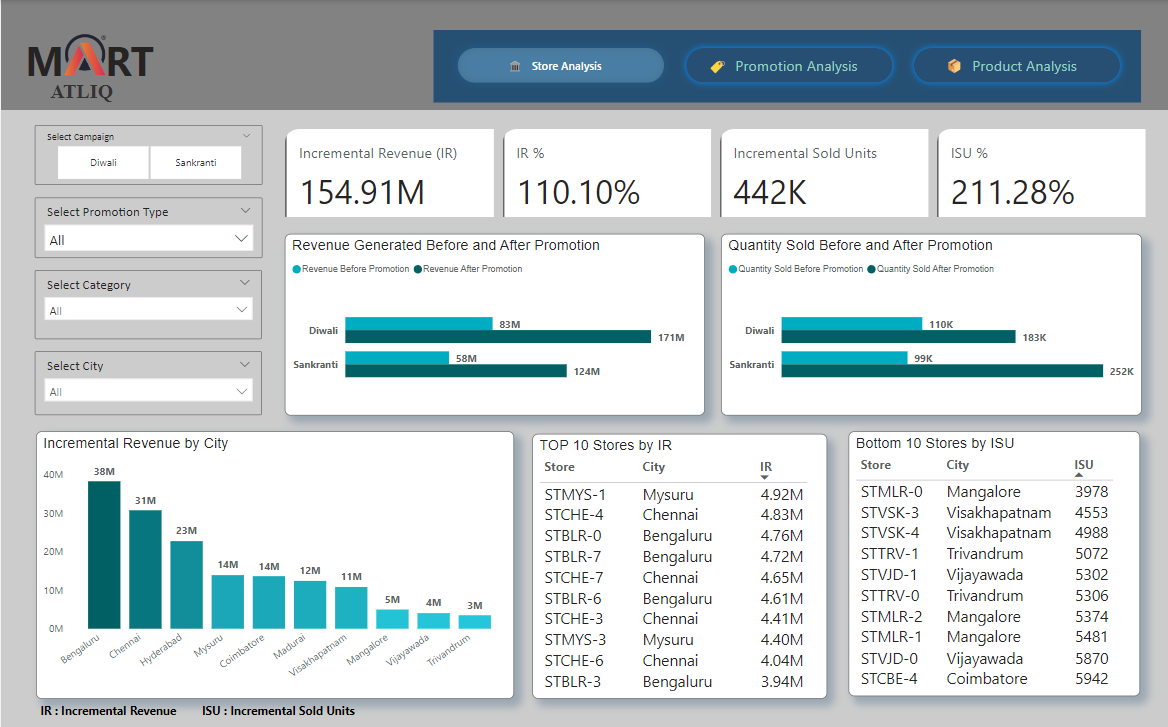 MART
ATLIQ
Store Analysis
Promotion Analysis
Product Analysis
Select Campaign
Diwali Sankranti
Select Promotion Type
All
Select Category
All
Select City
All
Incremental Revenue (IR)
154.91M
IR %
110.10%
Incremental Sold Units
442K
ISU %
211.28%
Revenue Generated Before and After Promotion
Revenue Before Promotion Revenue After Promotion
Diwali 83M
171M
Sankranti 58M
124M
Quantity Sold Before and After Promotion
Quantity Sold Before Promotion Quantity Sold After Promotion
Diwali 110K
183K
Sankranti 99K
252K
Incremental Revenue by City
40M
30M
20M
10M
0M
38M 31M 23M 14M 14M 12M 11M 5M 4M 3M
Bengaluru Chennai Hyderabad Mysuru Coimbatore Madurai Visakhapatnam Mangalore Vijayawada Trivandrum
TOP 10 Stores by IR
Store City IR
STMYS-1 Mysuru 4.92M
STCHE-4 Chennai 4.83M
STBLR-0 Bengaluru 4.76M
STBLR-7 Bengaluru 4.72M
STCHE-7 Chennai 4.65M
STBLR-6 Bengaluru 4.61M
STCHE-3 Chennai 4.41M
STMYS-3 Mysuru 4.40M
STCHE-6 Chennai 4.04M
STBLR-3 Bengaluru 3.94M
Bottom 10 Stores by ISU
Store City ISU
STMLR-0 Mangalore 3978
STVSK-3 Visakhapatnam 4553
STVSK-4 Visakhapatnam 4988
STTRV-1 Trivandrum 5072
STVJD-1 Vijayawada 5302
STTRV-0 Trivandrum 5306
STMLR-2 Mangalore 5374
STMLR-1 Mangalore 5481
STVJD-0 Vijayawada 5870
STCBE-4 Coimbatore 5942
IR : Incremental Revenue ISU : Incremental Sold Units